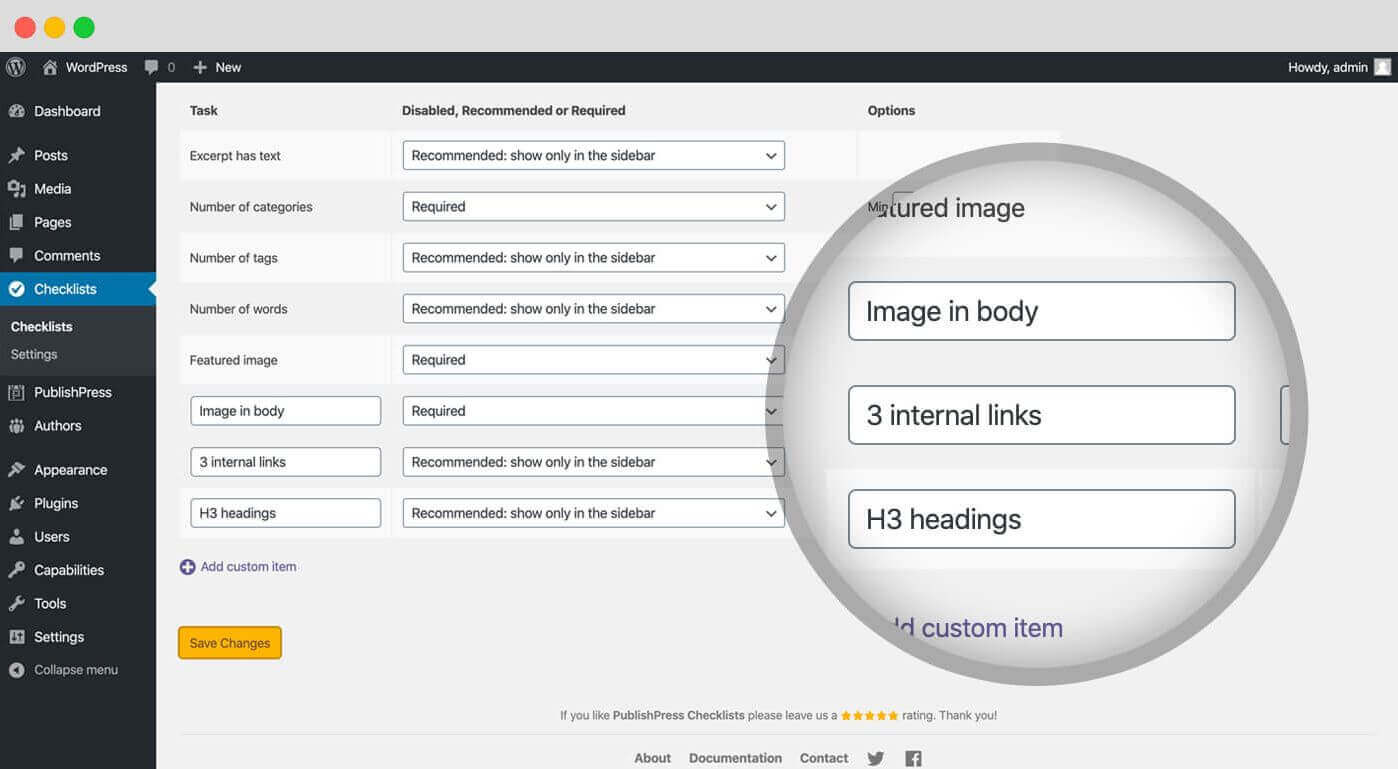 WordPress 0 New Howdy, admin
Dashboard
Posts
Media
Pages
Comments
Checklists
Checklists
Settings
PublishPress
Authors
Appearance
Plugins
Users
Capabilities
Tools
Settings
Collapse menu
Task Disabled, Recommended or Required Options
Excerpt has text Recommended: show only in the sidebar
Number of categories Required Min
Number of tags Recommended: show only in the sidebar
Number of words Recommended: show only in the sidebar
Featured image Required
Image in body Required
3 internal links Recommended: show only in the sidebar
H3 headings Recommended: show only in the sidebar
Add custom item
Save Changes
atured image
Image in body
3 internal links
H3 headings
dd custom item
If you like PublishPress Checklists please leave us a ★★★★★ rating. Thank you!
About Documentation Contact